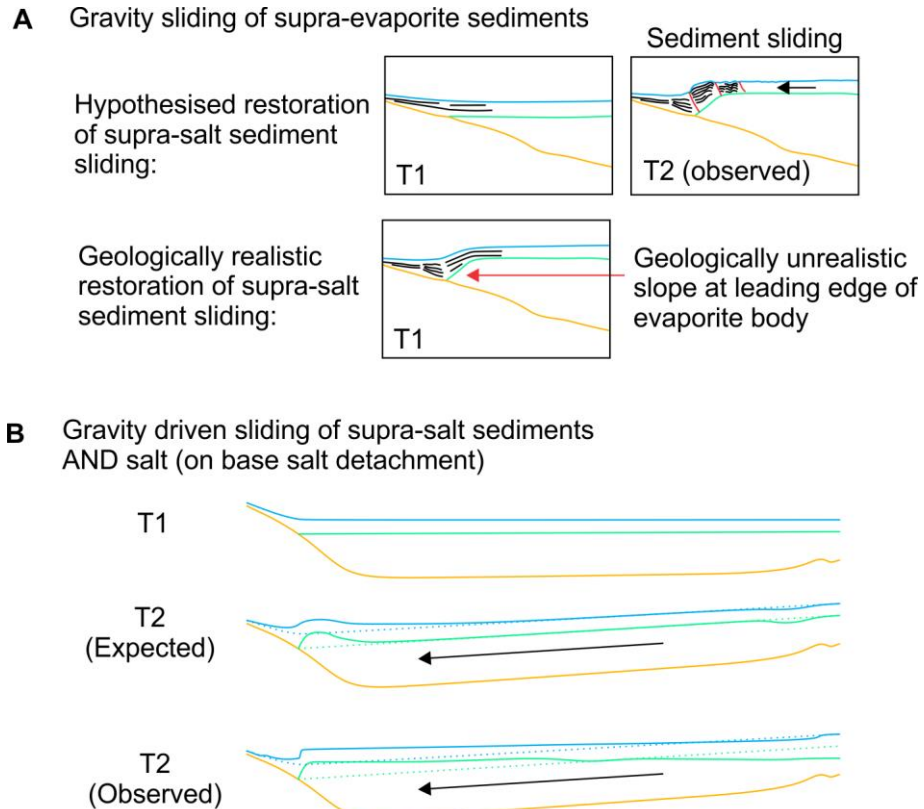 A Gravity sliding of supra-evaporite sediments
Sediment sliding
Hypothesised restoration
of supra-salt sediment
sliding:
T1
T2 (observed)
Geologically realistic
restoration of supra-salt
sediment sliding:
T1
Geologically unrealistic
slope at leading edge of
evaporite body
B Gravity driven sliding of supra-salt sediments
AND salt (on base salt detachment)
T1
T2
(Expected)
T2
(Observed)